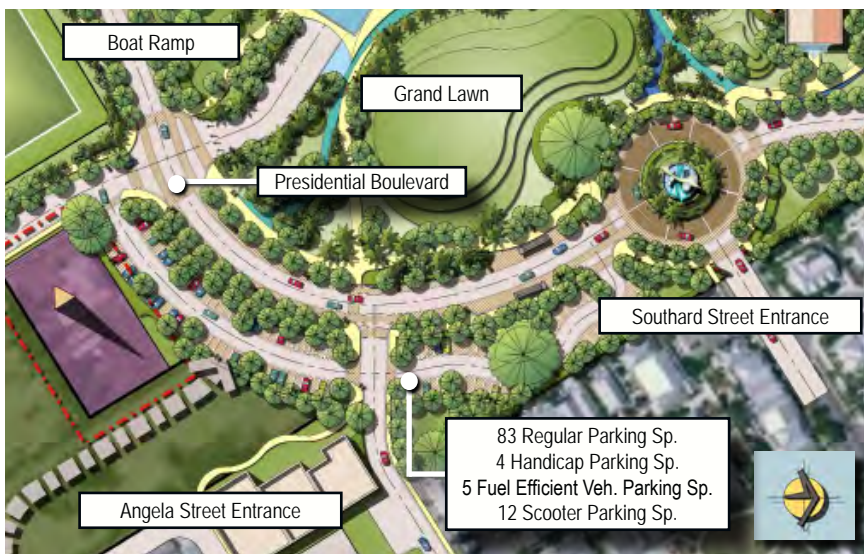 Boat Ramp
Grand Lawn
Presidential Boulevard
Southard Street Entrance
83 Regular Parking Sp.
4 Handicap Parking Sp.
5 Fuel Efficient Veh. Parking Sp.
12 Scooter Parking Sp.
Angela Street Entrance